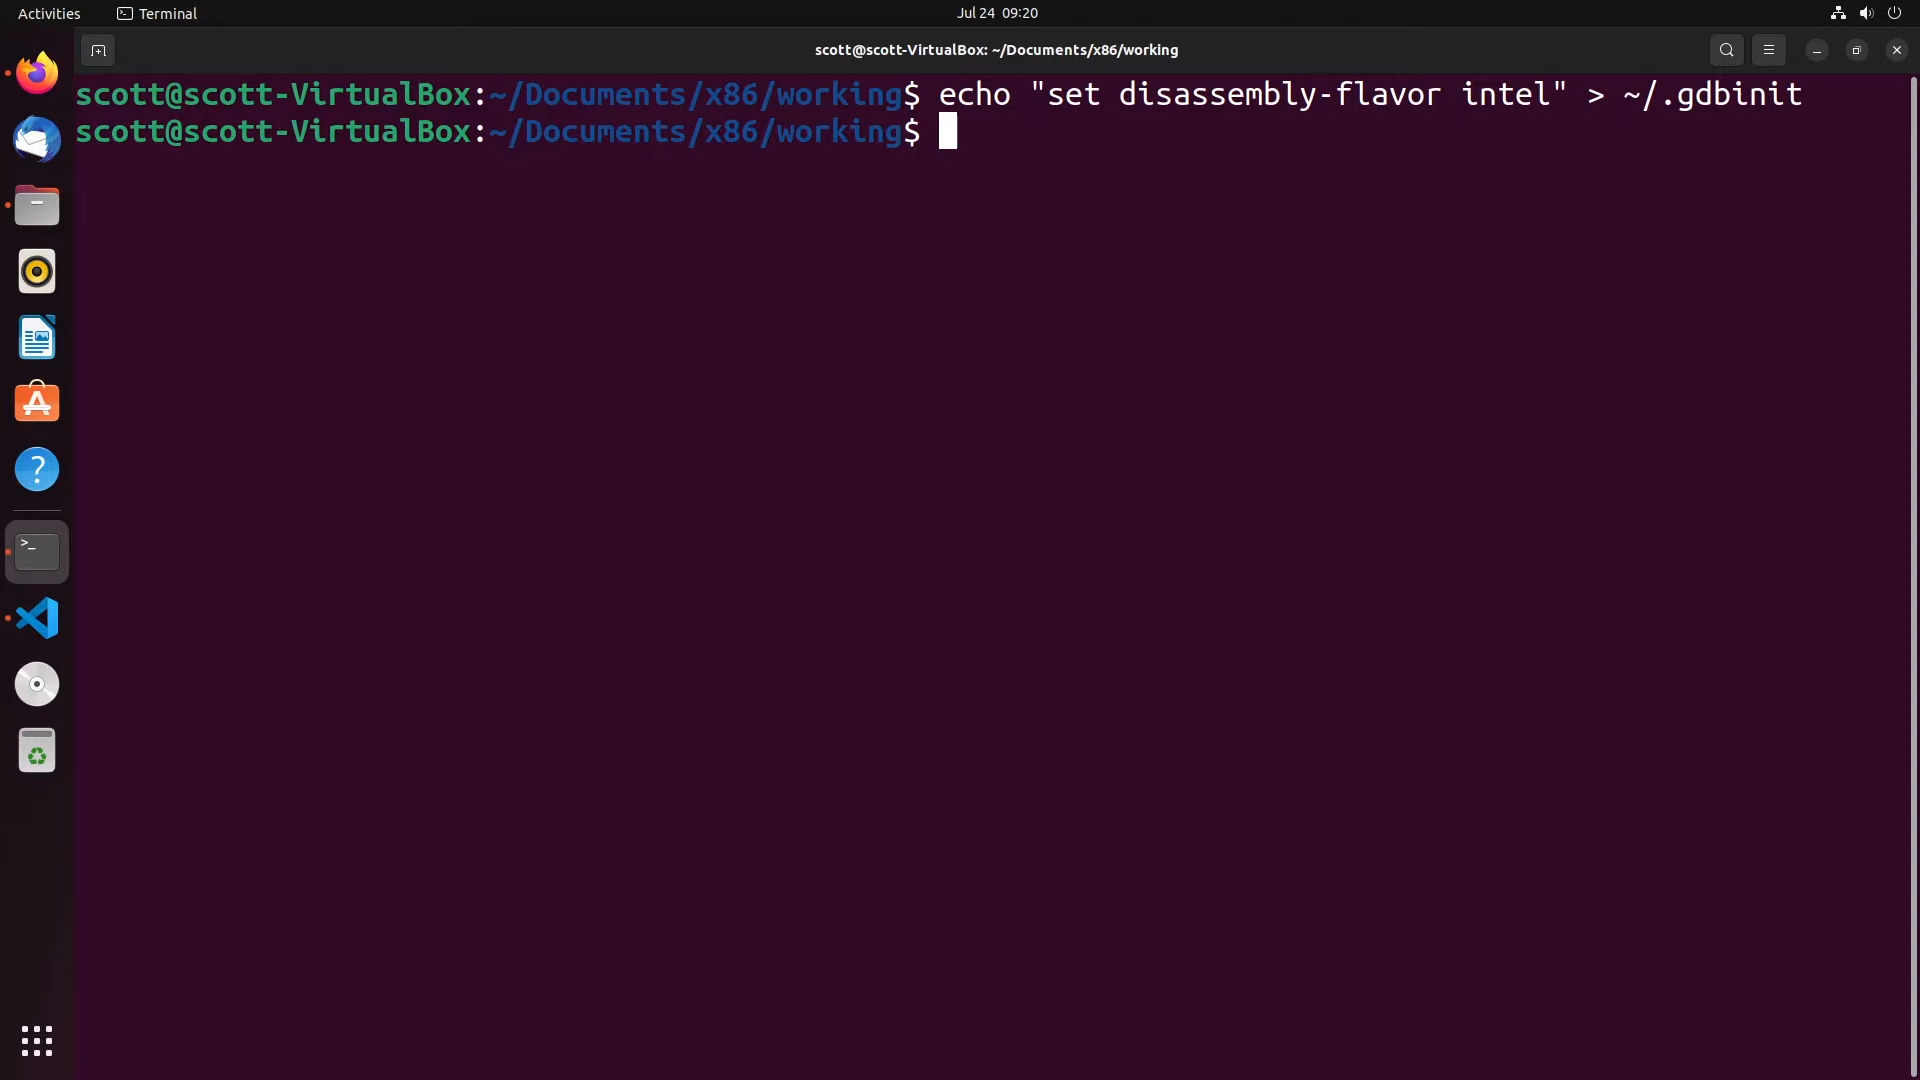 Activities
Terminal
Jul 24 09:20
scott@scott-VirtualBox: ~/Documents/x86/working
scott@scott-VirtualBox:~/Documents/x86/working$ echo "set disassembly-flavor intel" > ~/.gdbinit
scott@scott-VirtualBox:~/Documents/x86/working$